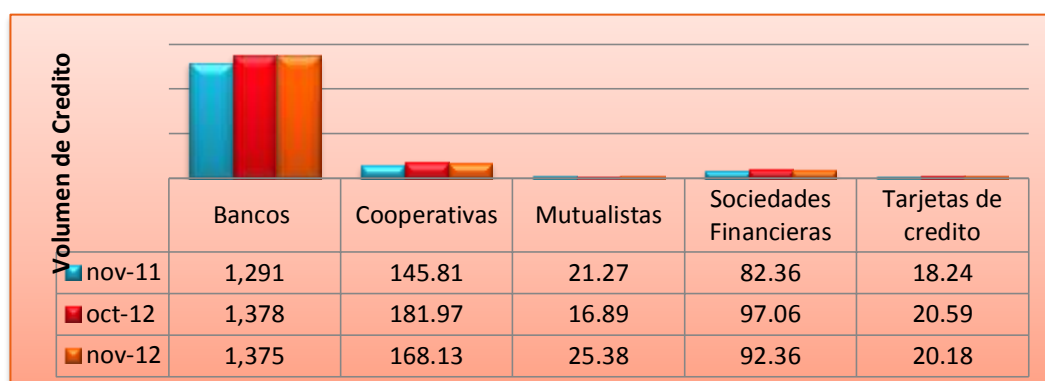 Volumen de Credito
Bancos Cooperativas Mutualistas Sociedades Financieras Tarjetas de credito
nov-11 1,291 145.81 21.27 82.36 18.24
oct-12 1,378 181.97 16.89 97.06 20.59
nov-12 1,375 168.13 25.38 92.36 20.18